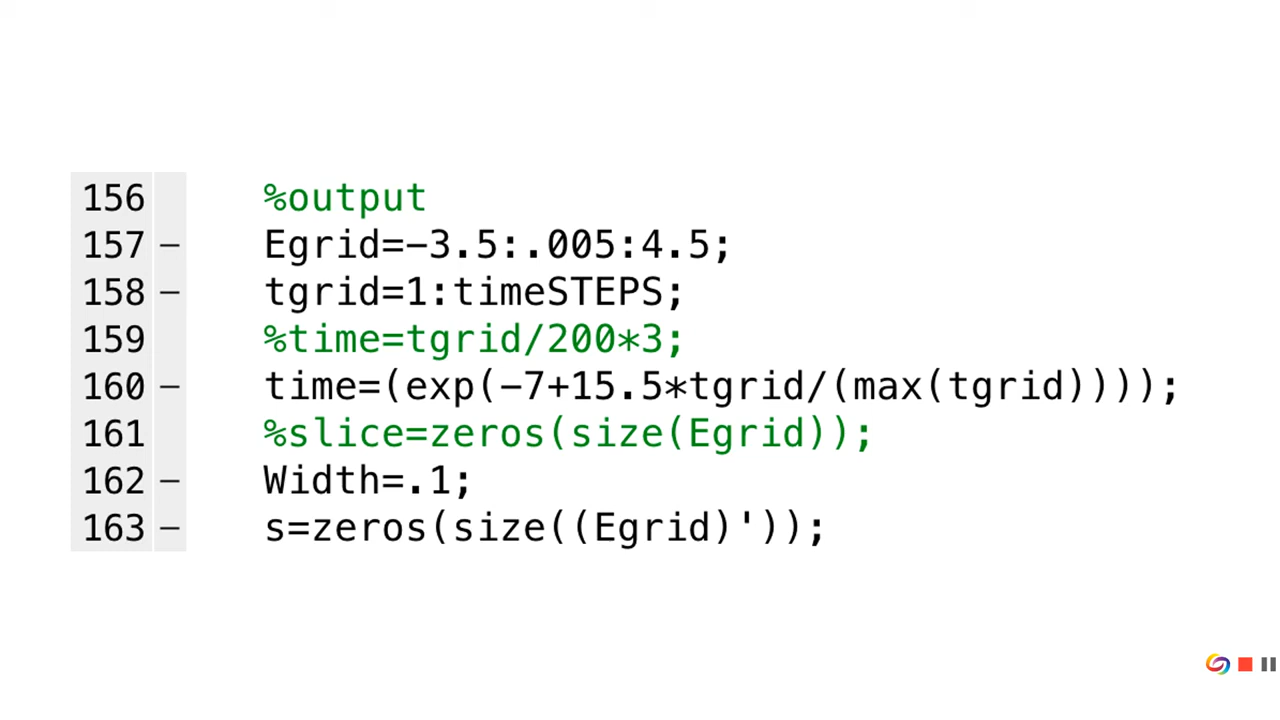 156 %output
157 – Egrid=-3.5:.005:4.5;
158 – tgrid=1:timeSTEPS;
159 %time=tgrid/200*3;
160 – time=(exp(-7+15.5*tgrid/(max(tgrid))));
161 %slice=zeros(size(Egrid));
162 – Width=.1;
163 – s=zeros(size((Egrid)'));